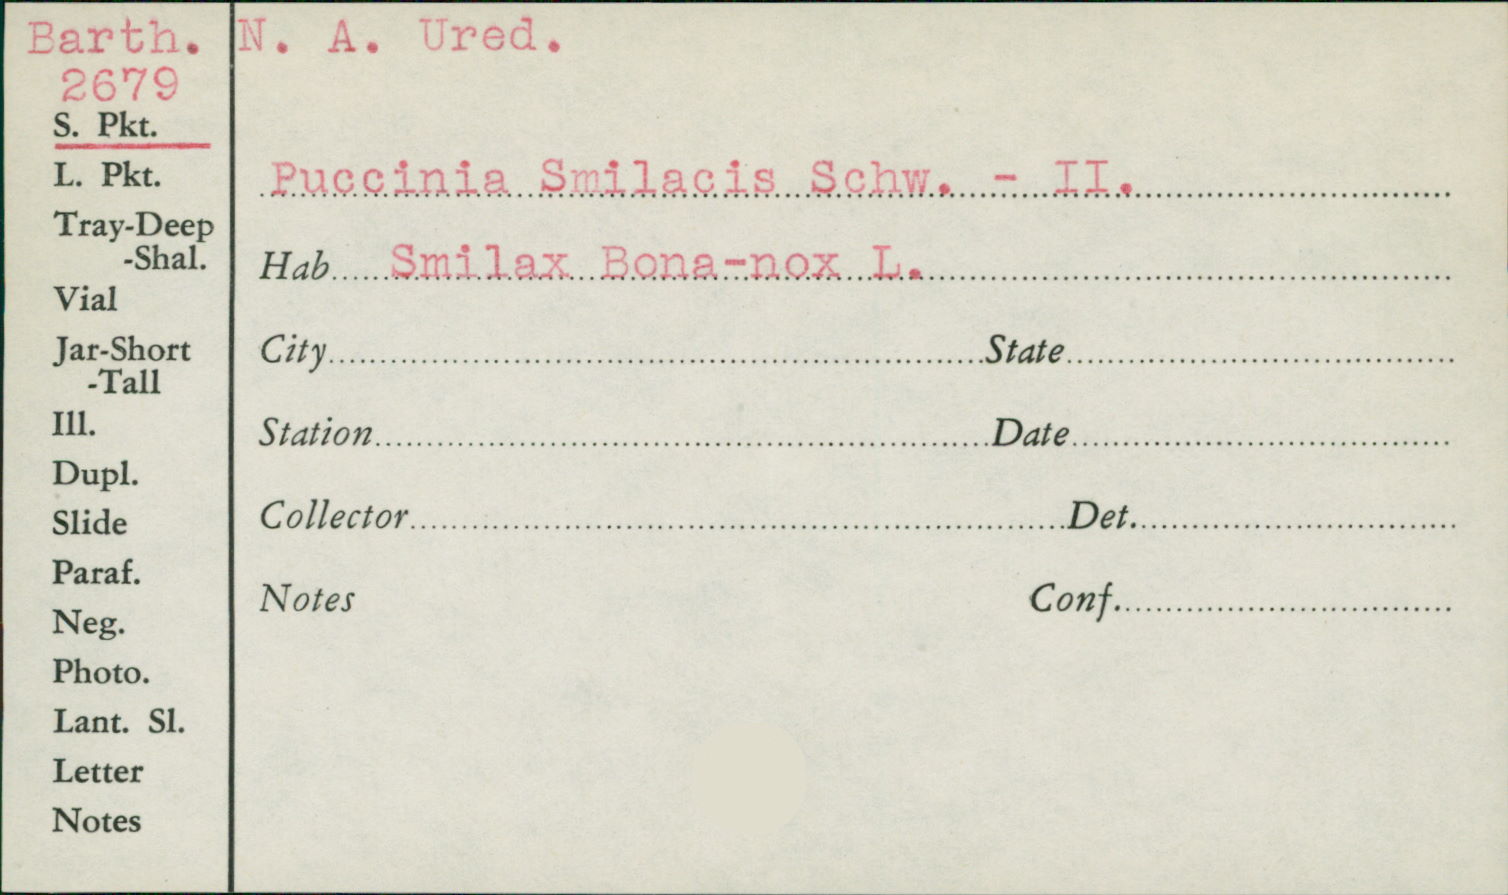 Barth. N. A. Ured.
2679
S. Pkt.
L. Pkt.
Tray-Deep
-Shal.
Vial
Jar-Short
-Tall
Ill.
Dupl.
Slide
Paraf.
Neg.
Photo.
Lant. Sl.
Letter
Notes
Puccinia Smilacis Schw. - II.
Hab Smilax Bona-nox L.
City State
Station Date
Collector Det.
Notes Conf.